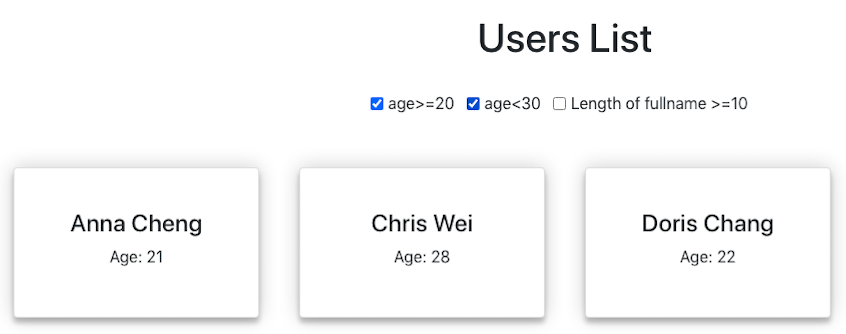 Users List
age>=20 age<30 Length of fullname >=10
Anna Cheng
Age: 21
Chris Wei
Age: 28
Doris Chang
Age: 22